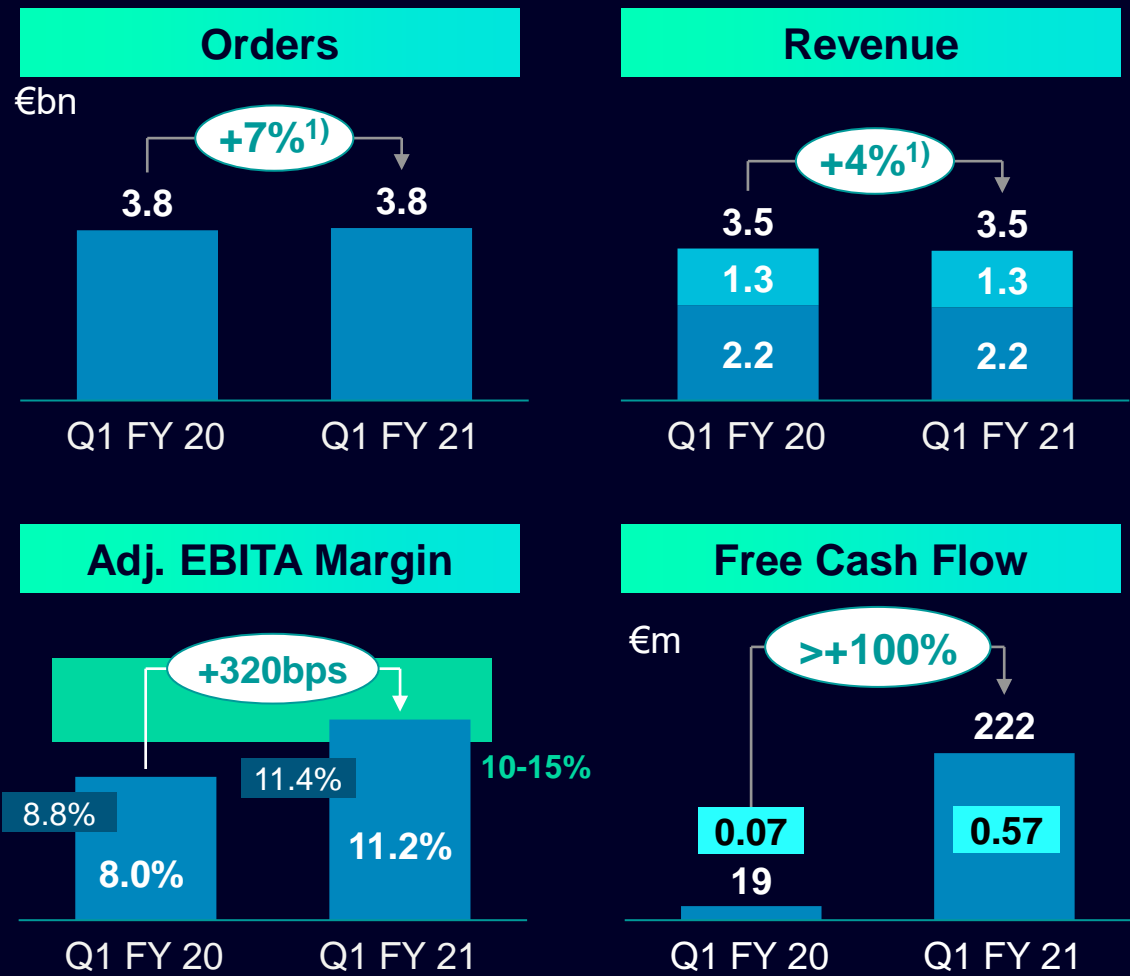 Orders
€bn
+7%1)
3.8
3.8
Q1 FY 20
Q1 FY 21
Revenue
+4%1)
3.5
3.5
1.3
1.3
2.2
2.2
Q1 FY 20
Q1 FY 21
Adj. EBITA Margin
+320bps
10-15%
11.4%
8.8%
11.2%
8.0%
Q1 FY 20
Q1 FY 21
Free Cash Flow
€m
>+100%
222
0.07
0.57
19
Q1 FY 20
Q1 FY 21